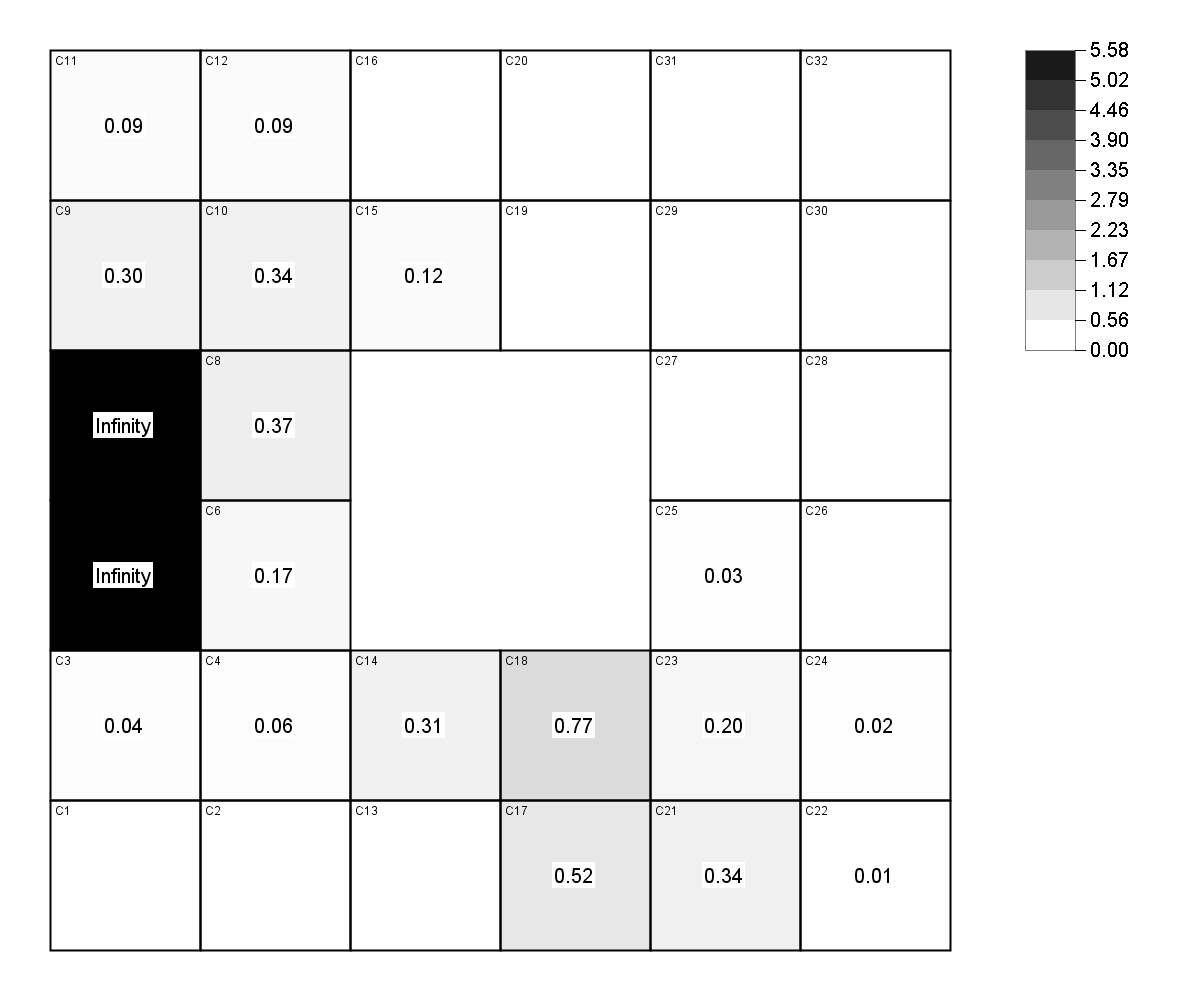 C11 C12 C16 C20 C31 C32
0.09 0.09
C9 C10 C15 C19 C29 C30
0.30 0.34 0.12
C8 C27 C28
Infinity 0.37
C6 C25 C26
Infinity 0.17 0.03
C3 C4 C14 C18 C23 C24
0.04 0.06 0.31 0.77 0.20 0.02
C1 C2 C13 C17 C21 C22
0.52 0.34 0.01
5.58
5.02
4.46
3.90
3.35
2.79
2.23
1.67
1.12
0.56
0.00